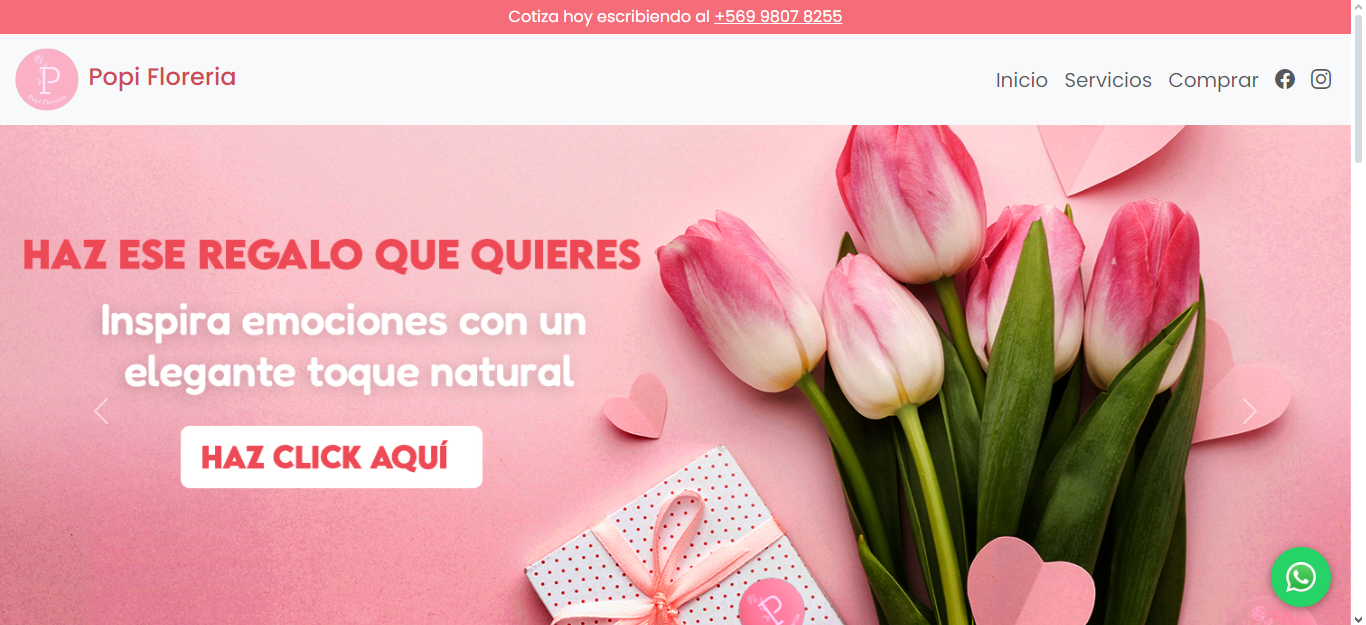 Cotiza hoy escribiendo al +569 9807 8255
P
Popi Floreria
Popi Floreria
Inicio Servicios Comprar
HAZ ESE REGALO QUE QUIERES
Inspira emociones con un
elegante toque natural
HAZ CLICK AQUÍ
P